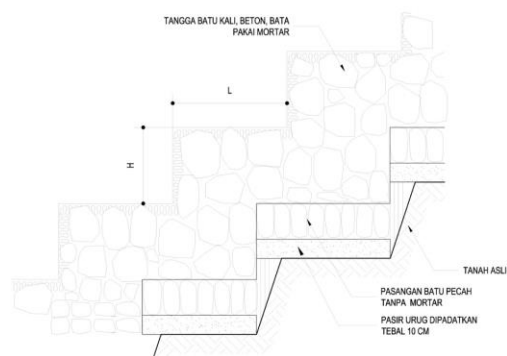 TANGGA BATU KALI, BETON, BATA
PAKAI MORTAR
L
H
TANAH ASLI
PASANGAN BATU PECAH
TANPA MORTAR
PASIR URUG DIPADATKAN
TEBAL 10 CM